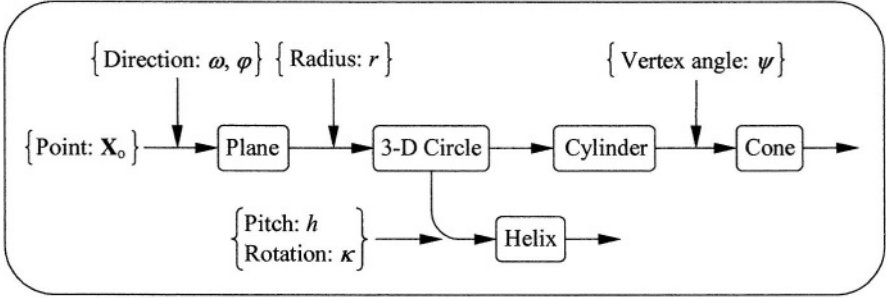 {Direction: ω, φ} {Radius: r} {Vertex angle: ψ}
{Point: Xₒ} Plane 3-D Circle Cylinder Cone
{Pitch: h
Rotation: κ} Helix